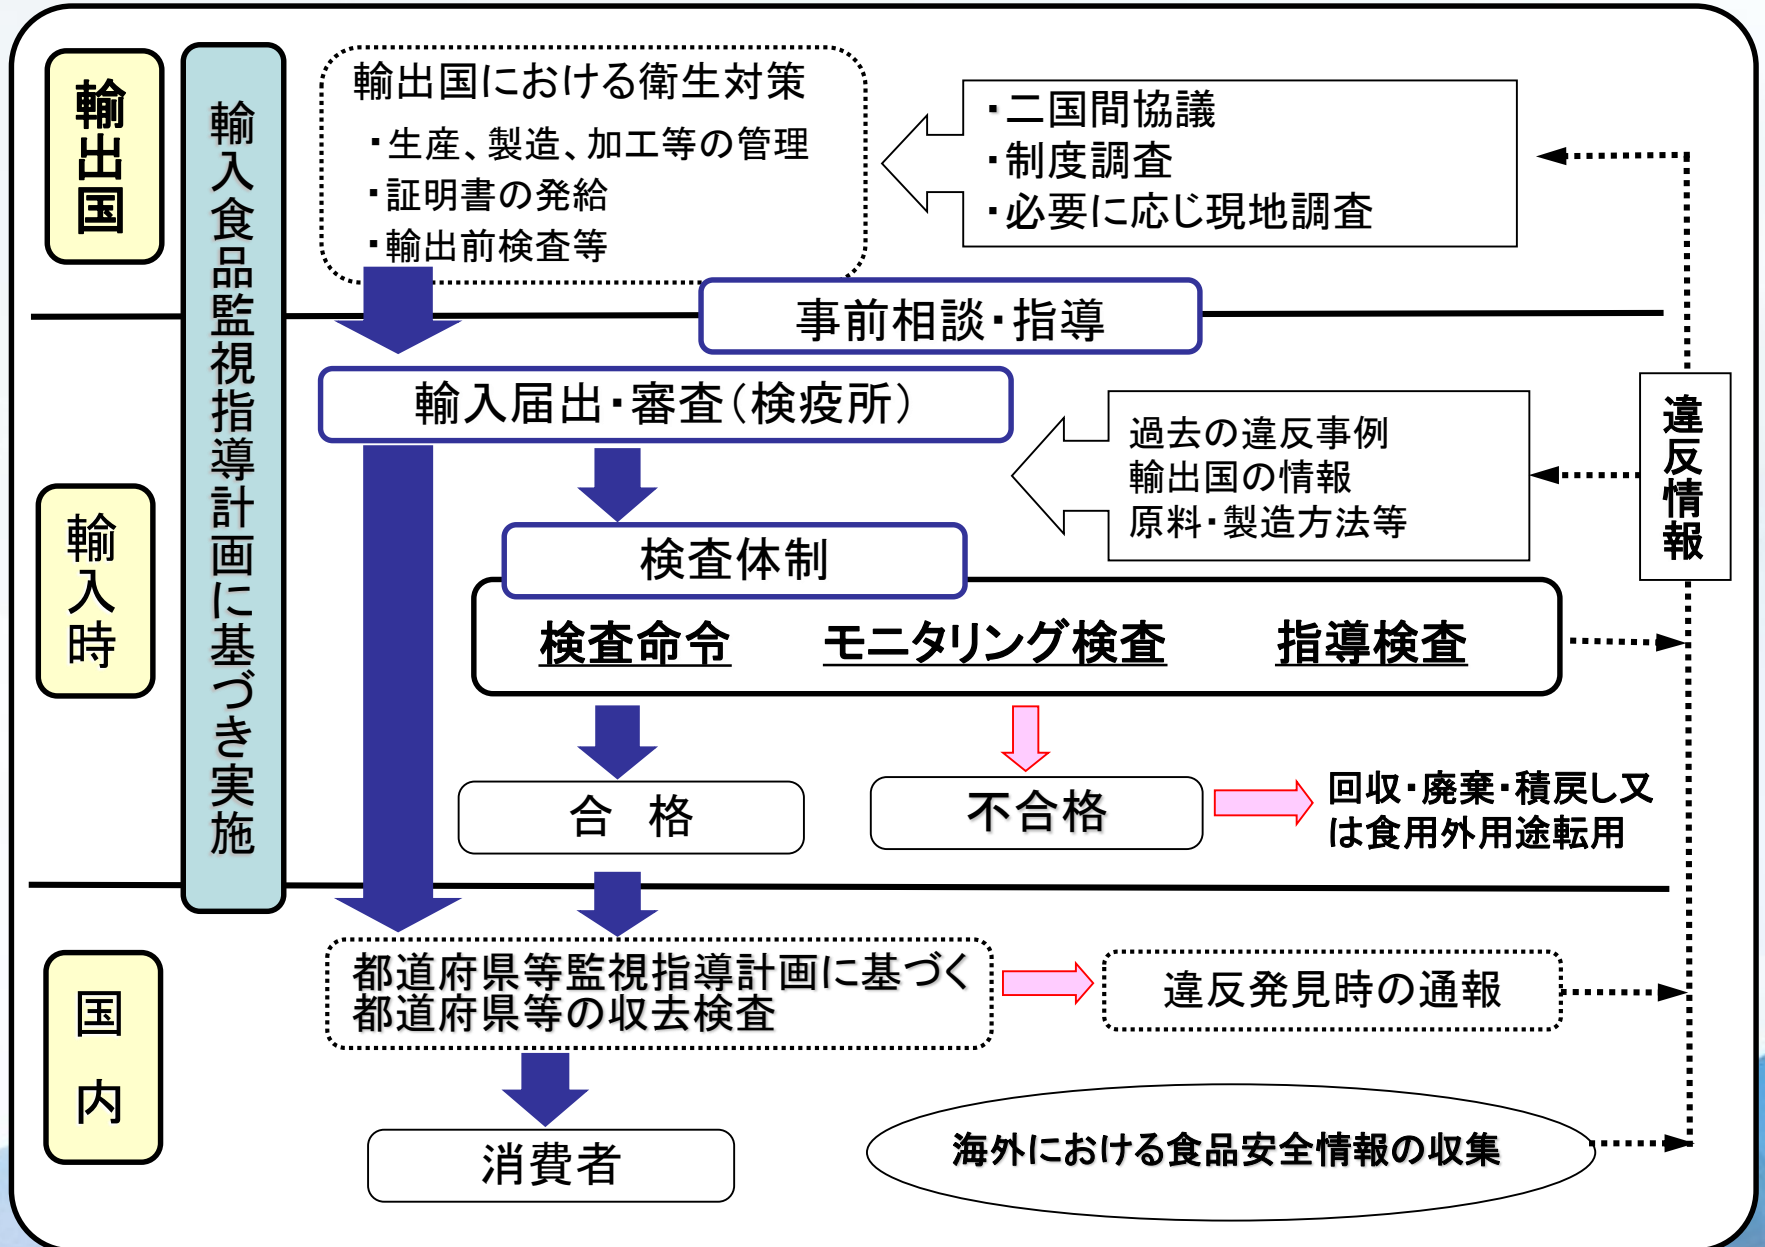 輸出国
輸入食品監視指導計画に基づき実施
輸出国における衛生対策
・生産、製造、加工等の管理
・証明書の発給
・輸出前検査等
・二国間協議
・制度調査
・必要に応じ現地調査
事前相談・指導
輸入時
輸入届出・審査（検疫所）
過去の違反事例
輸出国の情報
原料・製造方法等
違反情報
検査体制
検査命令 モニタリング検査 指導検査
合 格
不合格
回収・廃棄・積戻し又
は食用外用途転用
国内
都道府県等監視指導計画に基づく
都道府県等の収去検査
違反発見時の通報
消費者
海外における食品安全情報の収集